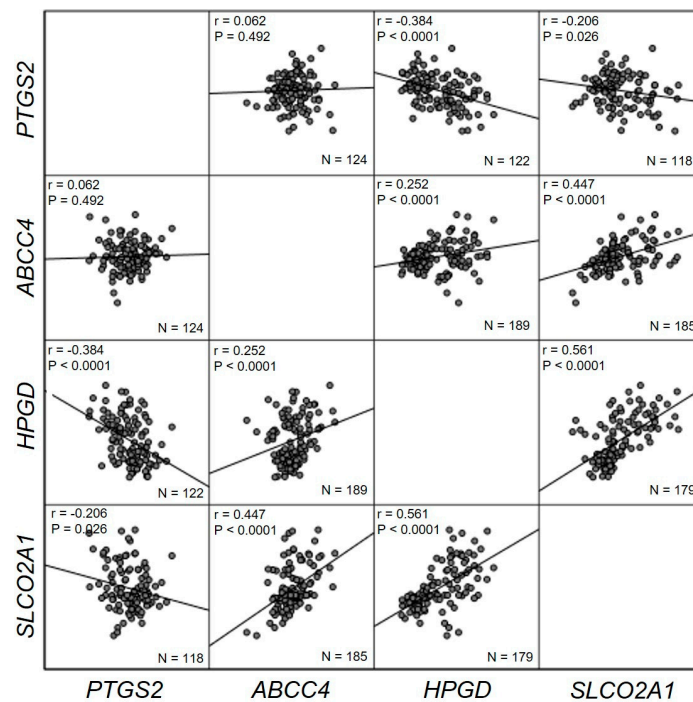 PTGS2
r = 0.062
P = 0.492
N = 124
r = -0.384
P < 0.0001
N = 122
r = -0.206
P = 0.026
N = 118
ABCC4
r = 0.062
P = 0.492
N = 124
r = 0.252
P < 0.0001
N = 189
r = 0.447
P < 0.0001
N = 185
HPGD
r = -0.384
P < 0.0001
N = 122
r = 0.252
P < 0.0001
N = 189
r = 0.561
P < 0.0001
N = 179
SLCO2A1
r = -0.206
P = 0.026
N = 118
r = 0.447
P < 0.0001
N = 185
r = 0.561
P < 0.0001
N = 179
PTGS2 ABCC4 HPGD SLCO2A1